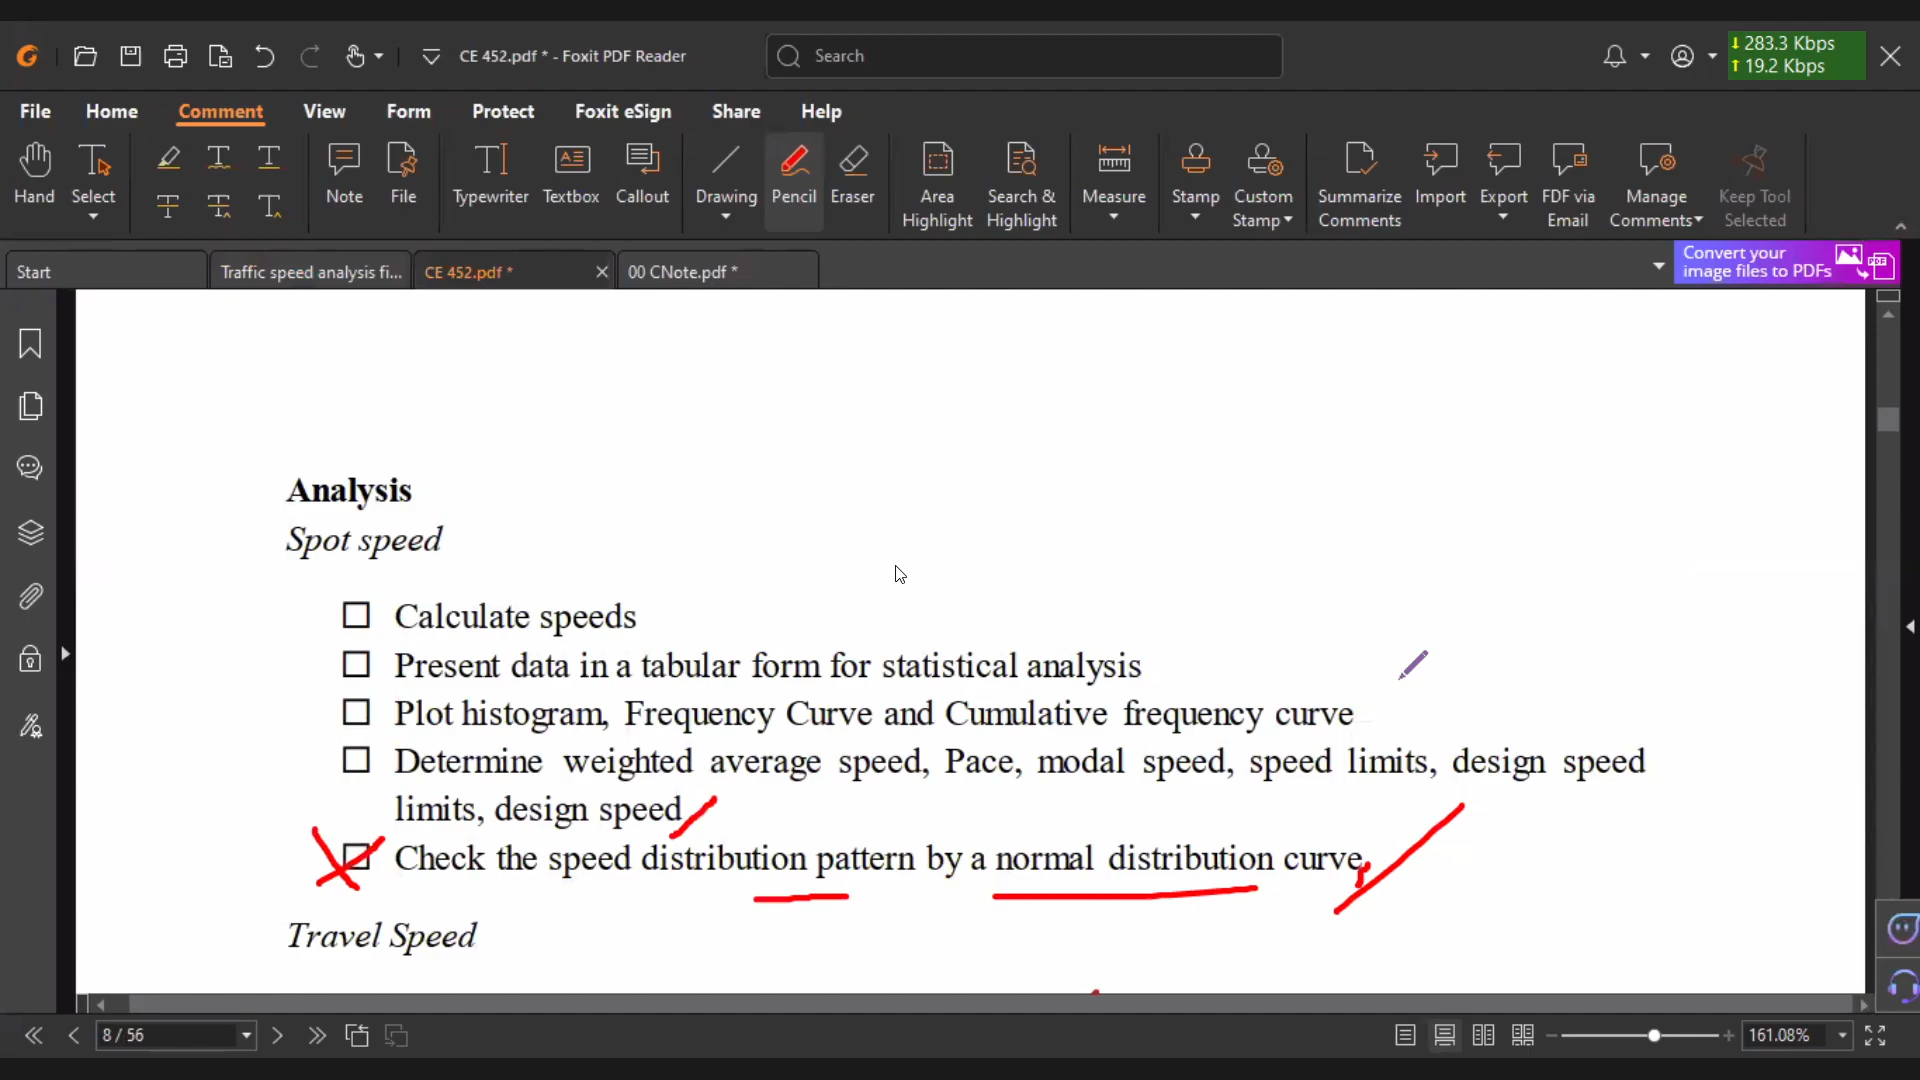 CE 452.pdf * - Foxit PDF Reader
Search
283.3 Kbps
19.2 Kbps
File Home Comment View Form Protect Foxit eSign Share Help
Hand Select Note File Typewriter Textbox Callout Drawing Pencil Eraser Area Highlight Search & Highlight Measure Stamp Custom Stamp Summarize Comments Import Export FDF via Email Manage Comments Keep Tool Selected
Start Traffic speed analysis fi... CE 452.pdf * 00 CNote.pdf *
Convert your
image files to PDFs
PDF
Analysis
Spot speed
Calculate speeds
Present data in a tabular form for statistical analysis
Plot histogram, Frequency Curve and Cumulative frequency curve
Determine weighted average speed, Pace, modal speed, speed limits, design speed
limits, design speed
Check the speed distribution pattern by a normal distribution curve
Travel Speed
8 / 56
161.08%